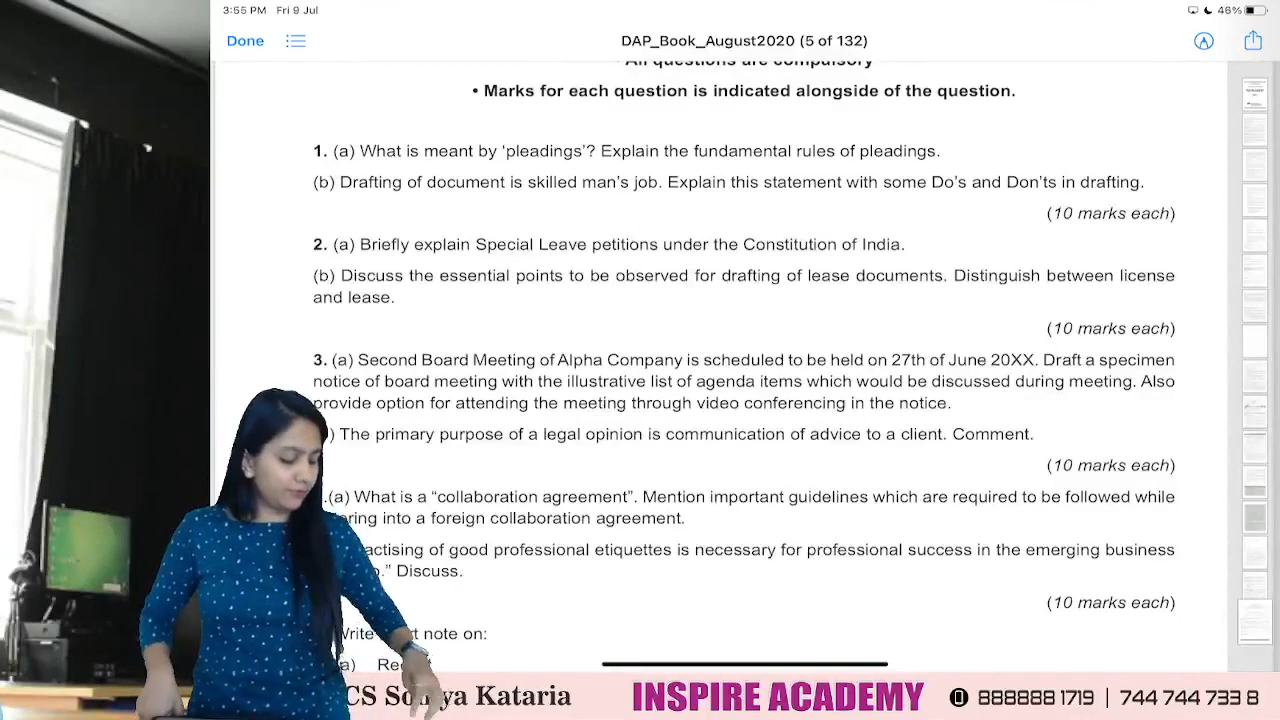 3:55 PM Fri 9 Jul
46%
Done
DAP_Book_August2020 (5 of 132)
• All questions are compulsory
• Marks for each question is indicated alongside of the question.
1. (a) What is meant by ‘pleadings’? Explain the fundamental rules of pleadings.
(b) Drafting of document is skilled man’s job. Explain this statement with some Do’s and Don’ts in drafting.
(10 marks each)
2. (a) Briefly explain Special Leave petitions under the Constitution of India.
(b) Discuss the essential points to be observed for drafting of lease documents. Distinguish between license
and lease.
(10 marks each)
3. (a) Second Board Meeting of Alpha Company is scheduled to be held on 27th of June 20XX. Draft a specimen
notice of board meeting with the illustrative list of agenda items which would be discussed during meeting. Also
provide option for attending the meeting through video conferencing in the notice.
) The primary purpose of a legal opinion is communication of advice to a client. Comment.
(10 marks each)
.(a) What is a “collaboration agreement”. Mention important guidelines which are required to be followed while
ering into a foreign collaboration agreement.
actising of good professional etiquettes is necessary for professional success in the emerging business
o.” Discuss.
(10 marks each)
Write note on:
a)
CS Kataria
INSPIRE ACADEMY
888868 1719 | 744 744 733 8